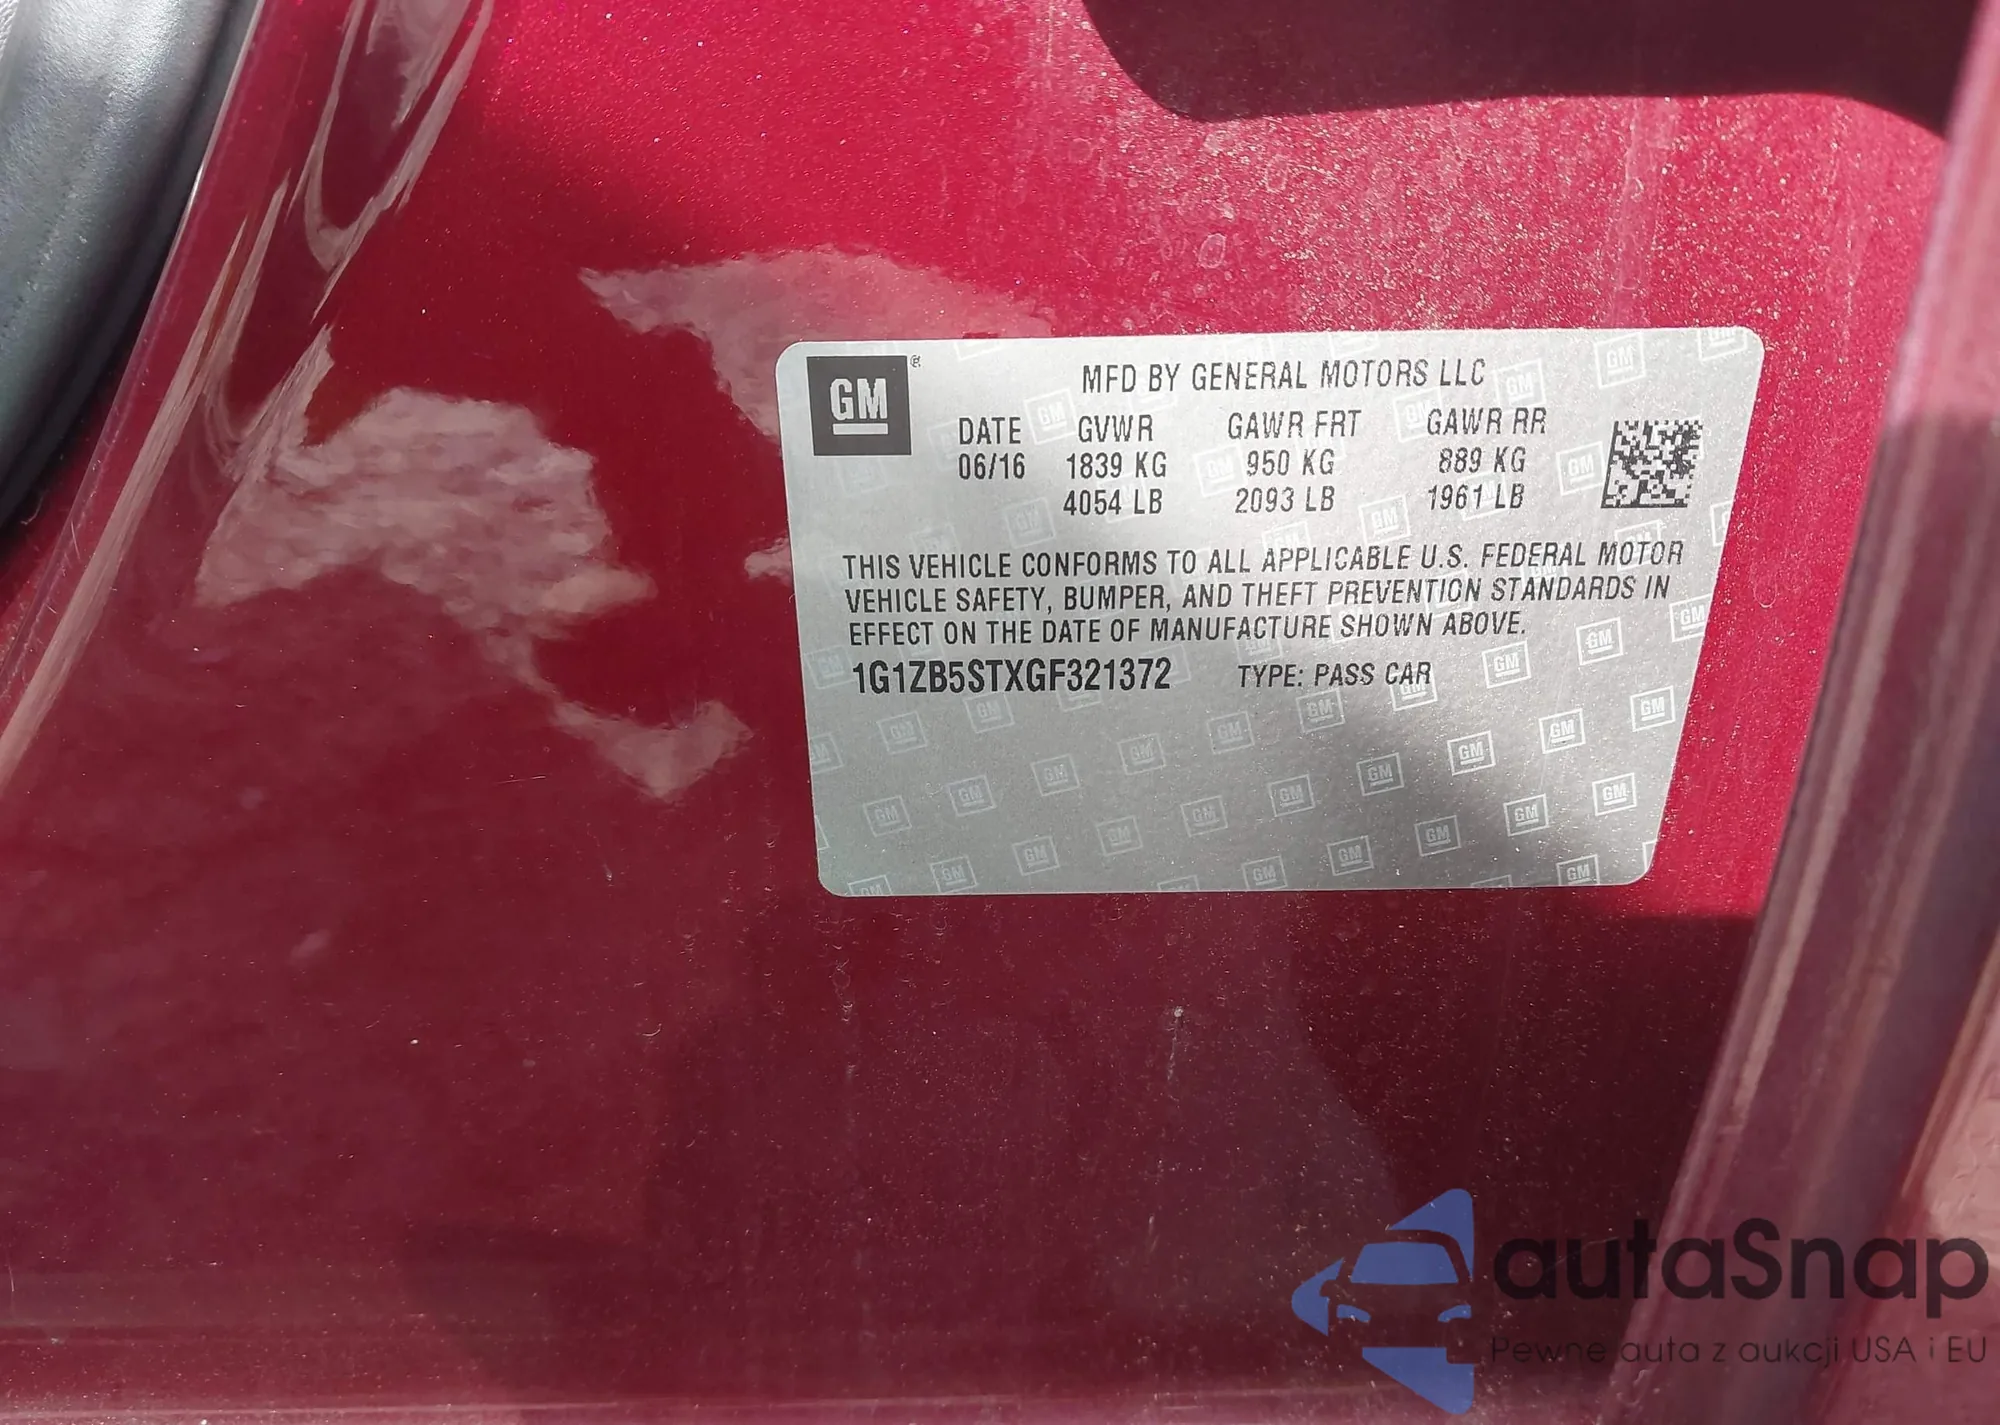 GM ®
MFD BY GENERAL MOTORS LLC
DATE GVWR GAWR FRT GAWR RR
06/16 1839 KG 950 KG 889 KG
4054 LB 2093 LB 1961 LB
THIS VEHICLE CONFORMS TO ALL APPLICABLE U.S. FEDERAL MOTOR
VEHICLE SAFETY, BUMPER, AND THEFT PREVENTION STANDARDS IN
EFFECT ON THE DATE OF MANUFACTURE SHOWN ABOVE.
1G1ZB5STXGF321372 TYPE: PASS CAR
autaSnap
Pewne auta z aukcji USA i EU